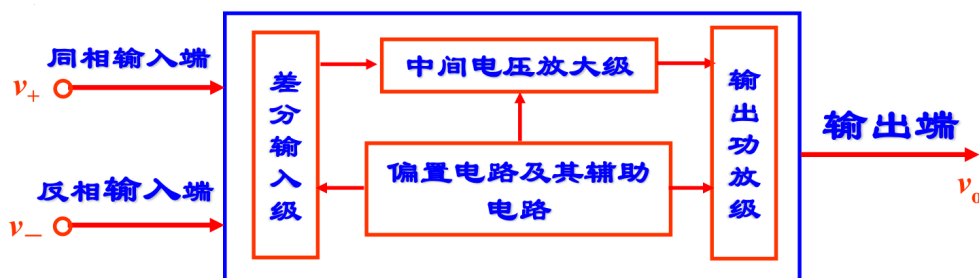 同相输入端
v+
反相输入端
v−
差分输入级
中间电压放大级
偏置电路及其辅助
电路
输出功放级
输出端
vo